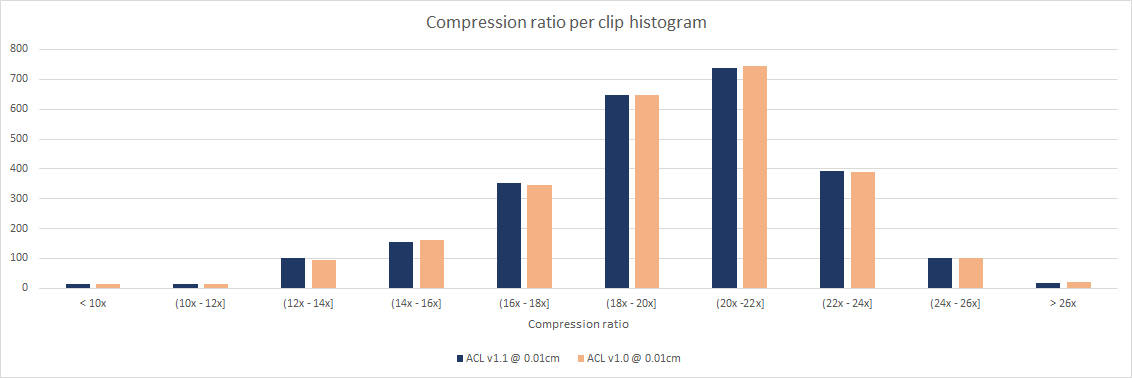 Compression ratio per clip histogram
800
700
600
500
400
300
200
100
0
< 10x (10x - 12x] (12x - 14x] (14x - 16x] (16x - 18x] (18x - 20x] (20x -22x] (22x - 24x] (24x - 26x] > 26x
Compression ratio
ACL v1.1 @ 0.01cm ACL v1.0 @ 0.01cm